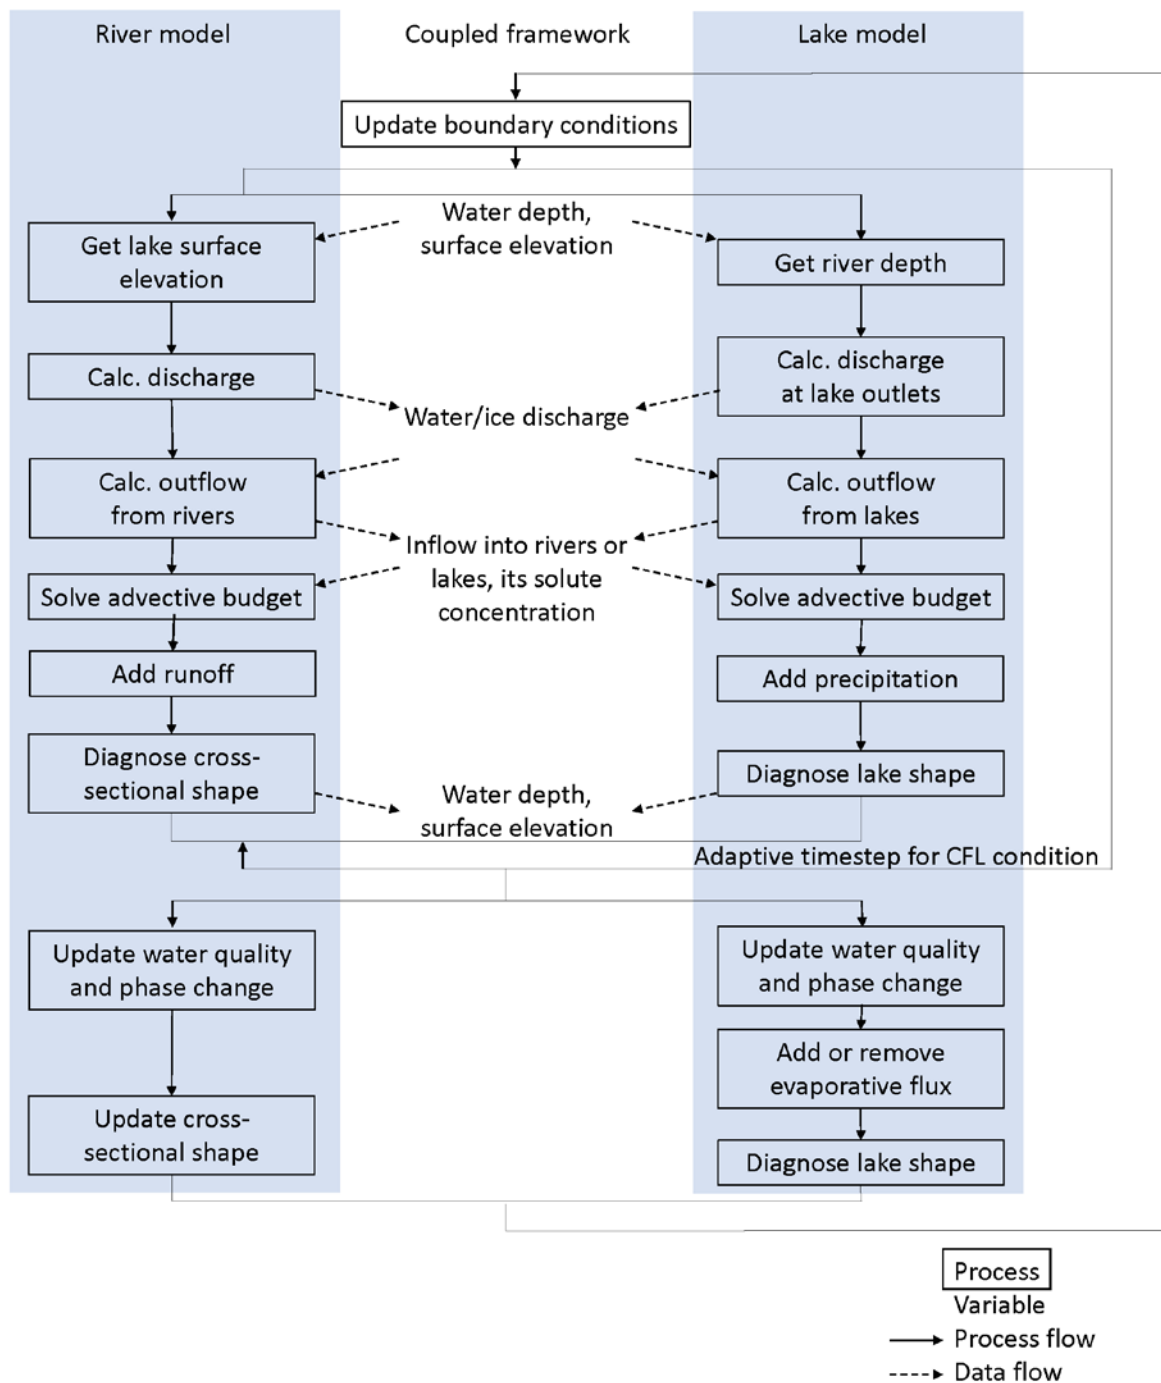 River model
Coupled framework
Lake model
Update boundary conditions
Water depth,
surface elevation
Get lake surface
elevation
Get river depth
Calc. discharge
Calc. discharge
at lake outlets
Water/ice discharge
Calc. outflow
from rivers
Calc. outflow
from lakes
Inflow into rivers or
lakes, its solute
concentration
Solve advective budget
Solve advective budget
Add runoff
Add precipitation
Diagnose cross-
sectional shape
Diagnose lake shape
Water depth,
surface elevation
Adaptive timestep for CFL condition
Update water quality
and phase change
Update water quality
and phase change
Add or remove
evaporative flux
Update cross-
sectional shape
Diagnose lake shape
Process
Variable
Process flow
Data flow